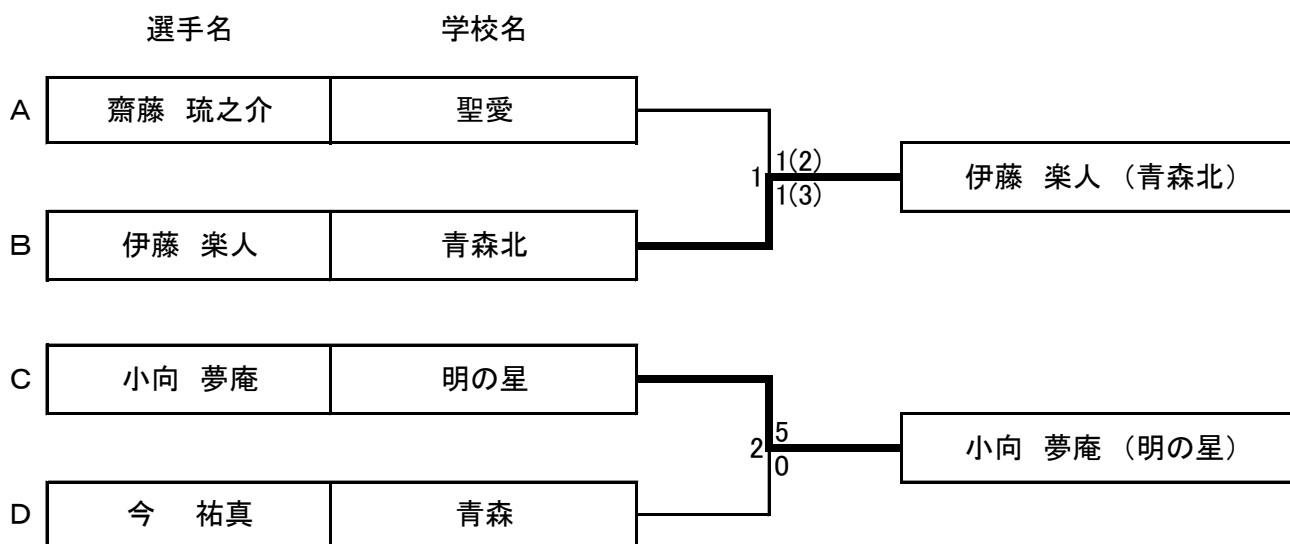 選手名 学校名
A 齋藤 琉之介 聖愛
1(2)
1 伊藤 楽人 (青森北)
1(3)
B 伊藤 楽人 青森北
C 小向 夢庵 明の星
5
2 小向 夢庵 (明の星)
0
D 今 祐真 青森